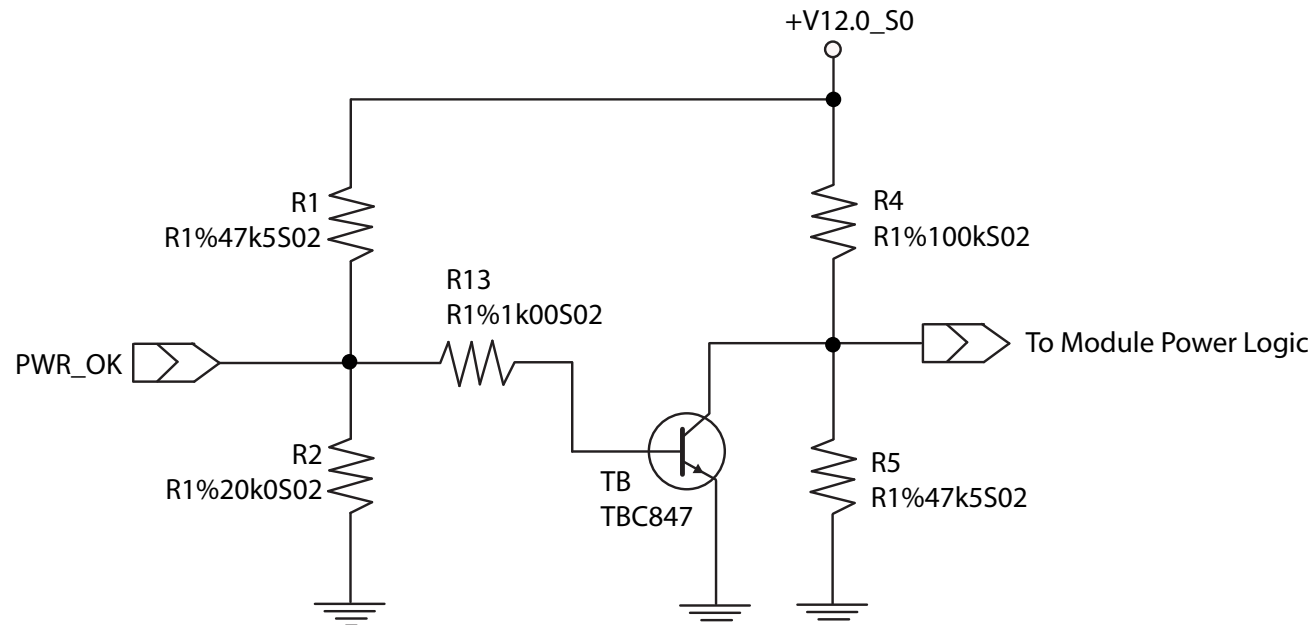 +V12.0_S0
R1
R1%47k5S02
R4
R1%100kS02
R13
R1%1k00S02
PWR_OK
To Module Power Logic
R2
R1%20k0S02
TB
TBC847
R5
R1%47k5S02